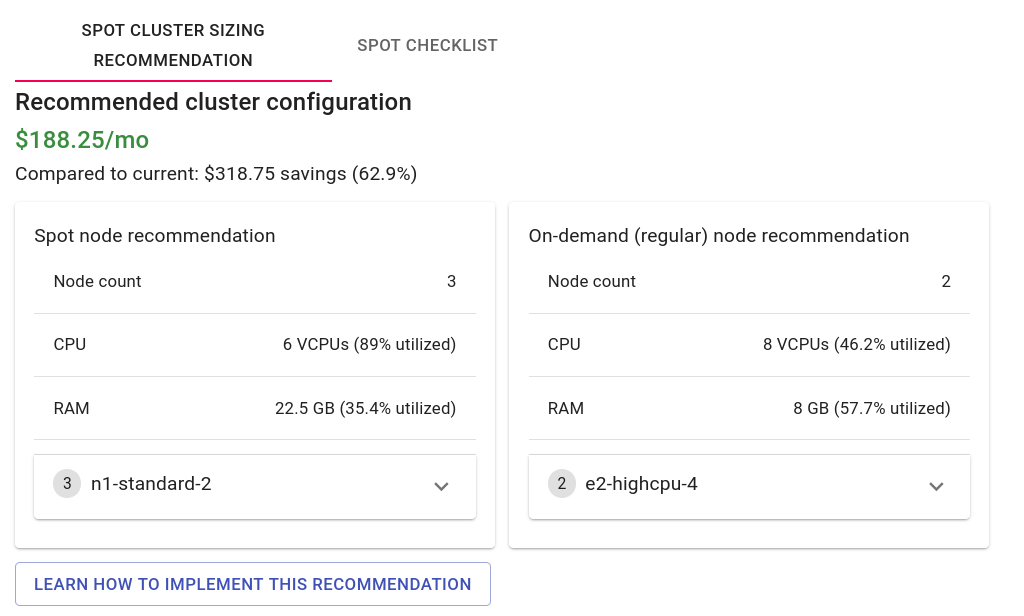 SPOT CLUSTER SIZING
RECOMMENDATION
SPOT CHECKLIST
Recommended cluster configuration
$188.25/mo
Compared to current: $318.75 savings (62.9%)
Spot node recommendation
Node count 3
CPU 6 VCPUs (89% utilized)
RAM 22.5 GB (35.4% utilized)
3 n1-standard-2
On-demand (regular) node recommendation
Node count 2
CPU 8 VCPUs (46.2% utilized)
RAM 8 GB (57.7% utilized)
2 e2-highcpu-4
LEARN HOW TO IMPLEMENT THIS RECOMMENDATION